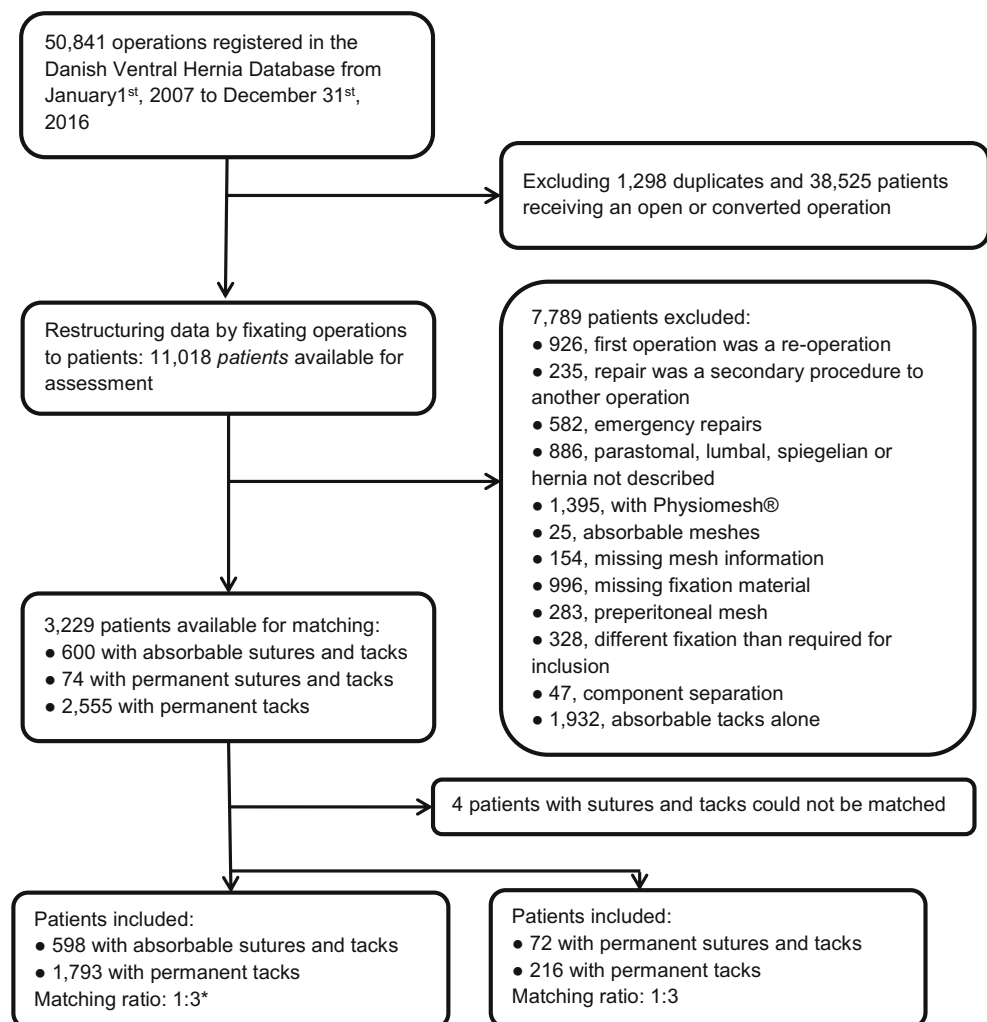 50,841 operations registered in the
Danish Ventral Hernia Database from
January1st, 2007 to December 31st,
2016
Excluding 1,298 duplicates and 38,525 patients
receiving an open or converted operation
Restructuring data by fixating operations
to patients: 11,018 patients available for
assessment
7,789 patients excluded:
● 926, first operation was a re-operation
● 235, repair was a secondary procedure to
another operation
● 582, emergency repairs
● 886, parastomal, lumbal, spiegelian or
hernia not described
● 1,395, with Physiomesh®
● 25, absorbable meshes
● 154, missing mesh information
● 996, missing fixation material
● 283, preperitoneal mesh
● 328, different fixation than required for
inclusion
● 47, component separation
● 1,932, absorbable tacks alone
3,229 patients available for matching:
● 600 with absorbable sutures and tacks
● 74 with permanent sutures and tacks
● 2,555 with permanent tacks
4 patients with sutures and tacks could not be matched
Patients included:
● 598 with absorbable sutures and tacks
● 1,793 with permanent tacks
Matching ratio: 1:3*
Patients included:
● 72 with permanent sutures and tacks
● 216 with permanent tacks
Matching ratio: 1:3